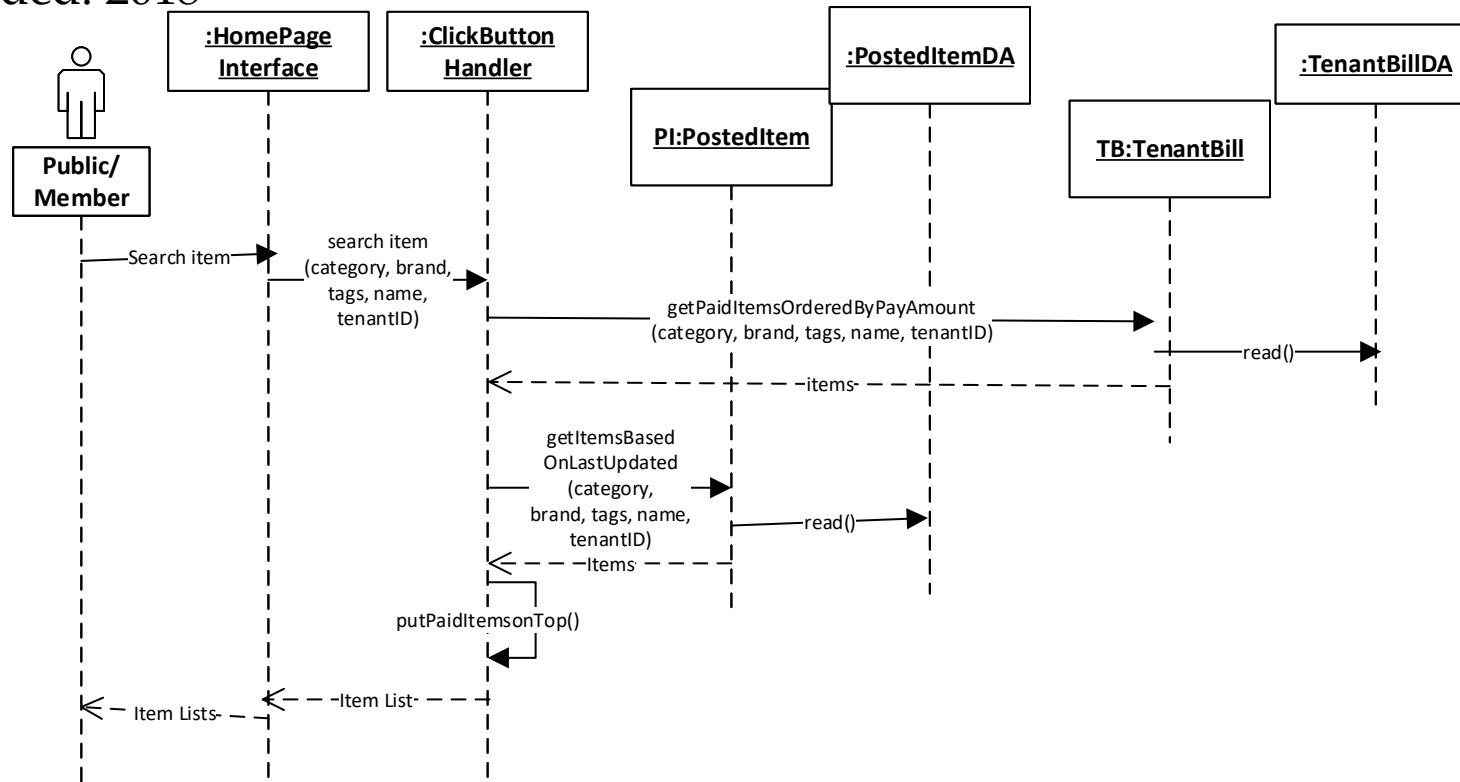 :HomePage
Interface
:ClickButton
Handler
:PostedItemDA
:TenantBillDA
PI:PostedItem
TB:TenantBill
Public/
Member
Search item
search item
(category, brand,
tags, name,
tenantID)
getPaidItemsOrderedByPayAmount
(category, brand, tags, name, tenantID)
read()
items
getItemsBased
OnLastUpdated
(category,
brand, tags, name,
tenantID)
read()
Items
putPaidItemsonTop()
Item List
Item Lists